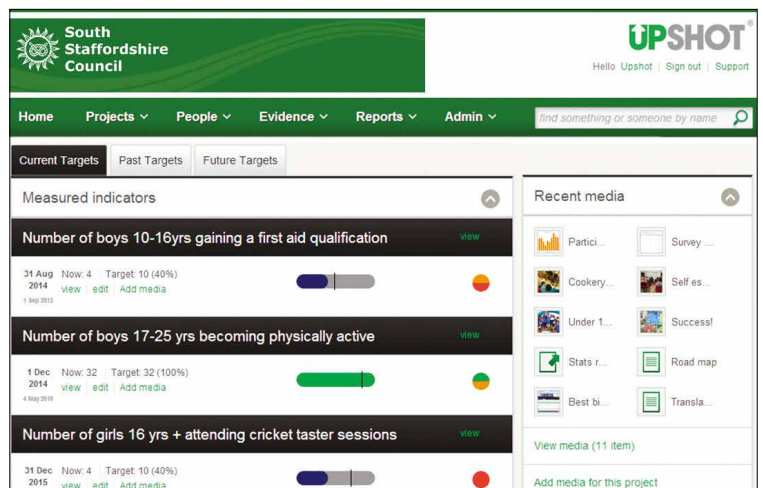 South
Staffordshire
Council
UPSHOT®
Hello Upshot | Sign out | Support
Home Projects People Evidence Reports Admin
find something or someone by name
Current Targets Past Targets Future Targets
Measured indicators
Number of boys 10-16yrs gaining a first aid qualification view
31 Aug
2014
1 Sep 2013
Now: 4 | Target: 10 (40%)
view | edit | Add media
Number of boys 17-25 yrs becoming physically active view
1 Dec
2014
4 May 2010
Now: 32 | Target: 32 (100%)
view | edit | Add media
Number of girls 16 yrs + attending cricket taster sessions view
31 Dec
2015
Now: 4 | Target: 10 (40%)
view | edit | Add media
Recent media
Partici... Survey ...
Cookery... Self es...
Under 1... Success!
Stats r... Road map
Best bi... Transla...
View media (11 item)
Add media for this project